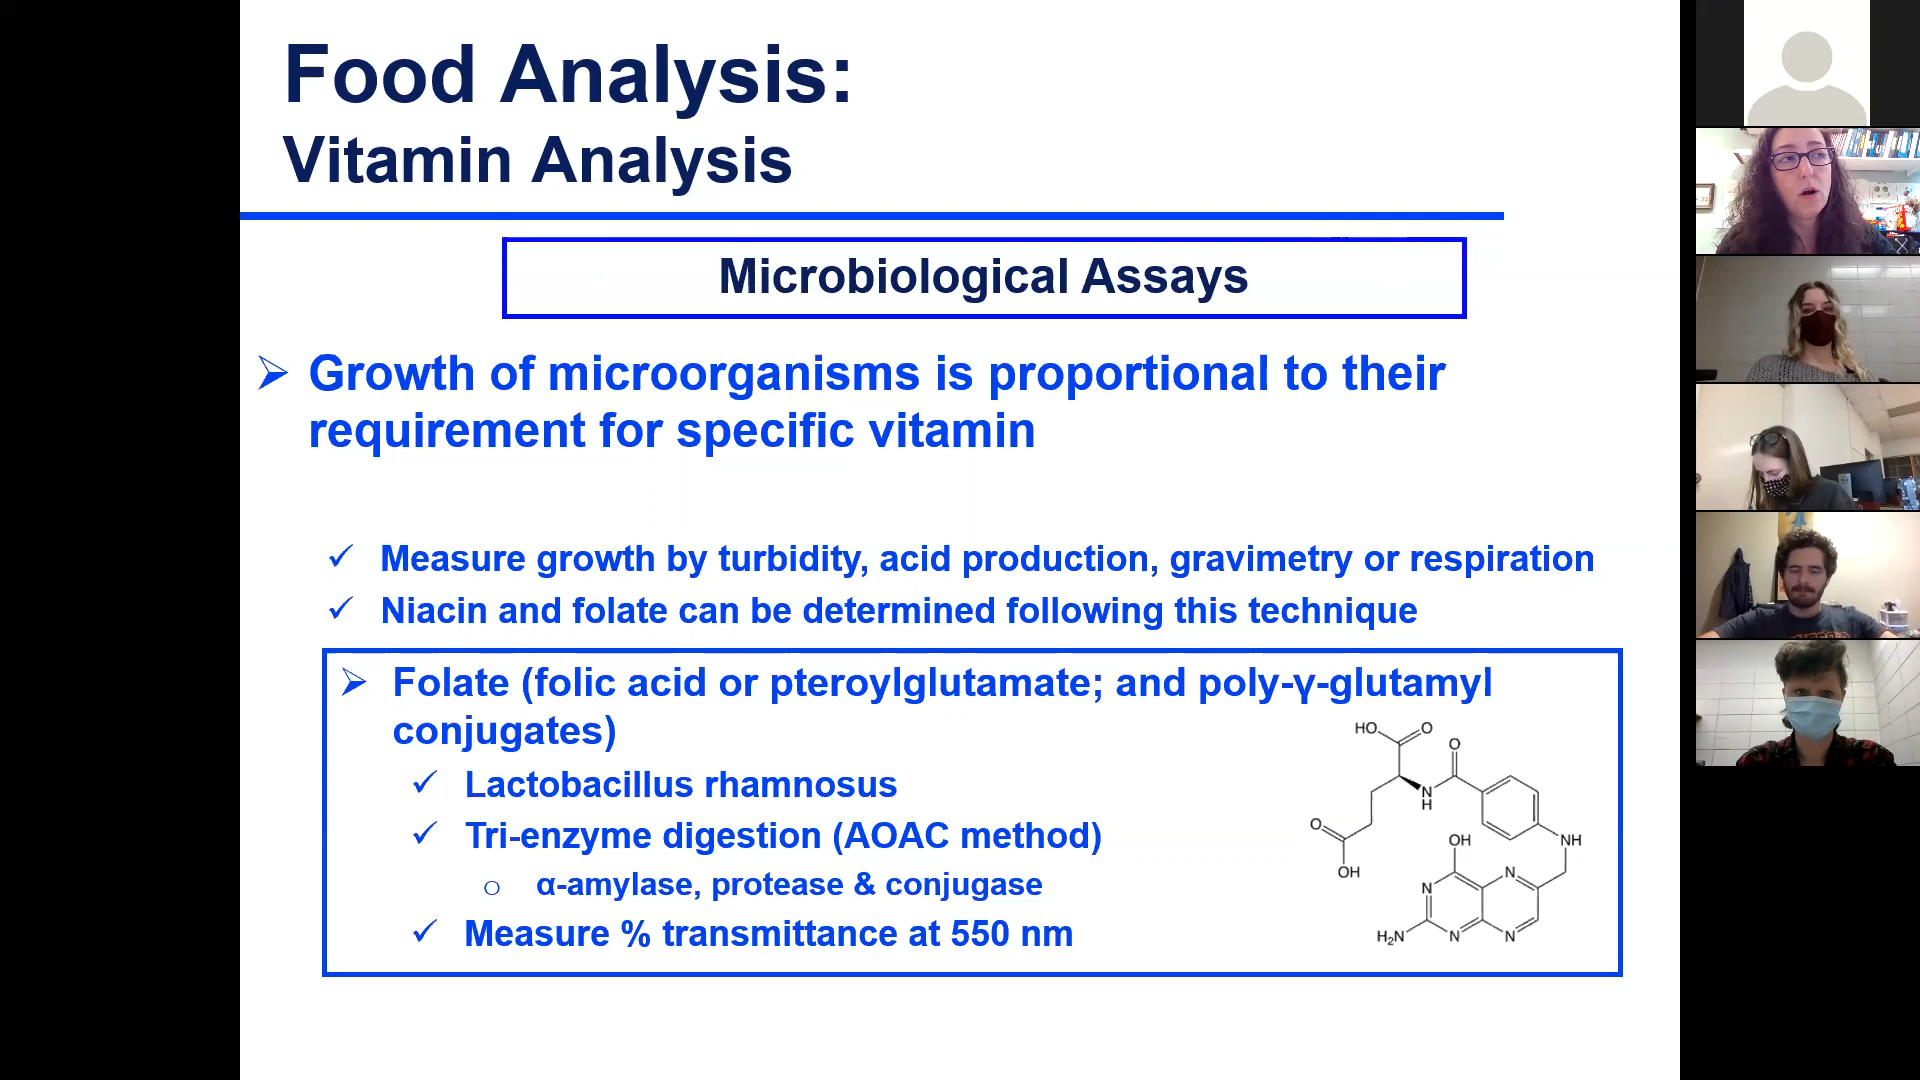 Food Analysis:
Vitamin Analysis
Microbiological Assays
➢ Growth of microorganisms is proportional to their
requirement for specific vitamin
✓ Measure growth by turbidity, acid production, gravimetry or respiration
✓ Niacin and folate can be determined following this technique
➢ Folate (folic acid or pteroylglutamate; and poly-γ-glutamyl
conjugates)
✓ Lactobacillus rhamnosus
✓ Tri-enzyme digestion (AOAC method)
○ α-amylase, protease & conjugase
✓ Measure % transmittance at 550 nm
HO O
O
N
H
O
OH
OH
NH
N N
H₂N N N